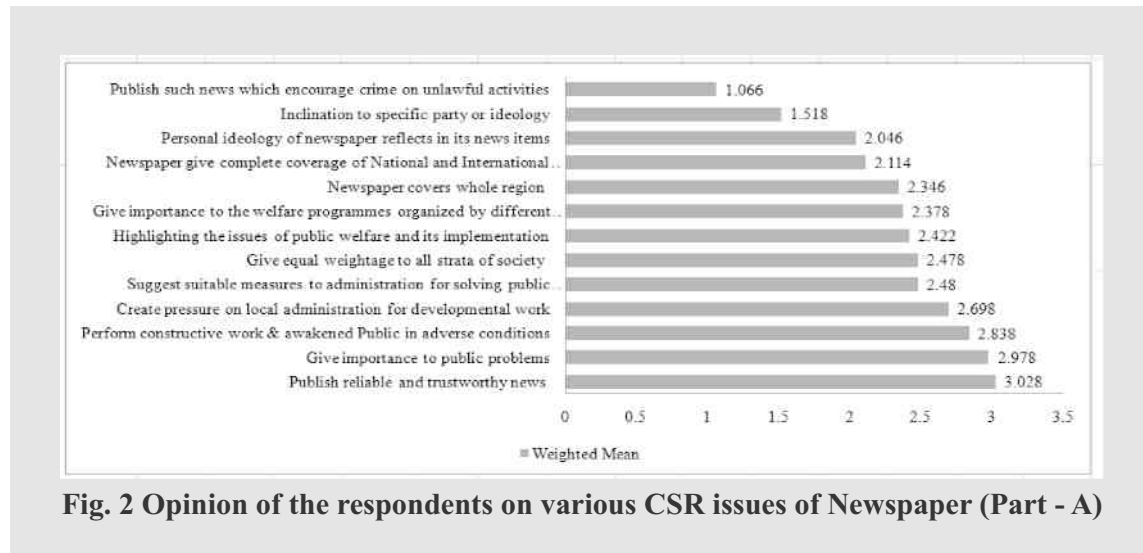 Publish such news which encourage crime on unlawful activities 1.066
Inclination to specific party or ideology 1.518
Personal ideology of newspaper reflects in its news items 2.046
Newspaper give complete coverage of National and International.. 2.114
Newspaper covers whole region 2.346
Give importance to the welfare programmes organized by different.. 2.378
Highlighting the issues of public welfare and its implementation 2.422
Give equal weightage to all strata of society 2.478
Suggest suitable measures to administration for solving public.. 2.48
Create pressure on local administration for developmental work 2.698
Perform constructive work & awakened Public in adverse conditions 2.838
Give importance to public problems 2.978
Publish reliable and trustworthy news 3.028
0 0.5 1 1.5 2 2.5 3 3.5
Weighted Mean
Fig. 2 Opinion of the respondents on various CSR issues of Newspaper (Part - A)